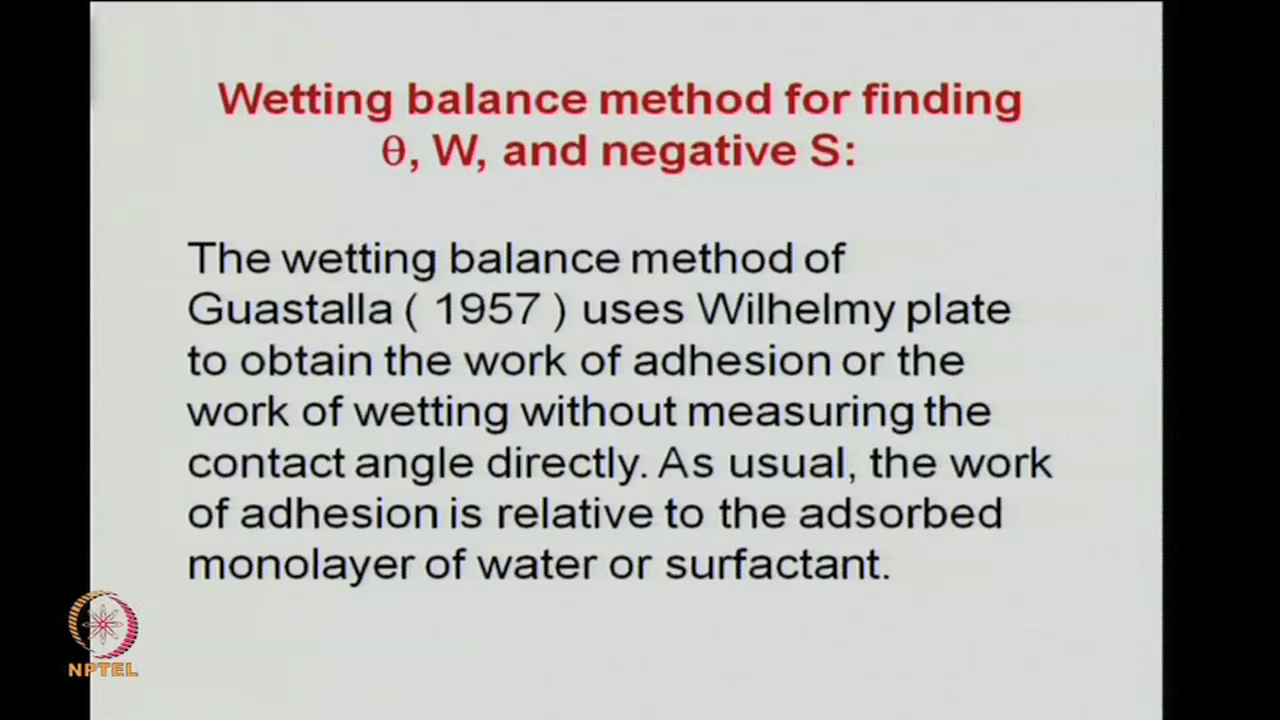 Wetting balance method for finding
θ, W, and negative S:
The wetting balance method of
Guastalla ( 1957 ) uses Wilhelmy plate
to obtain the work of adhesion or the
work of wetting without measuring the
contact angle directly. As usual, the work
of adhesion is relative to the adsorbed
monolayer of water or surfactant.
NPTEL